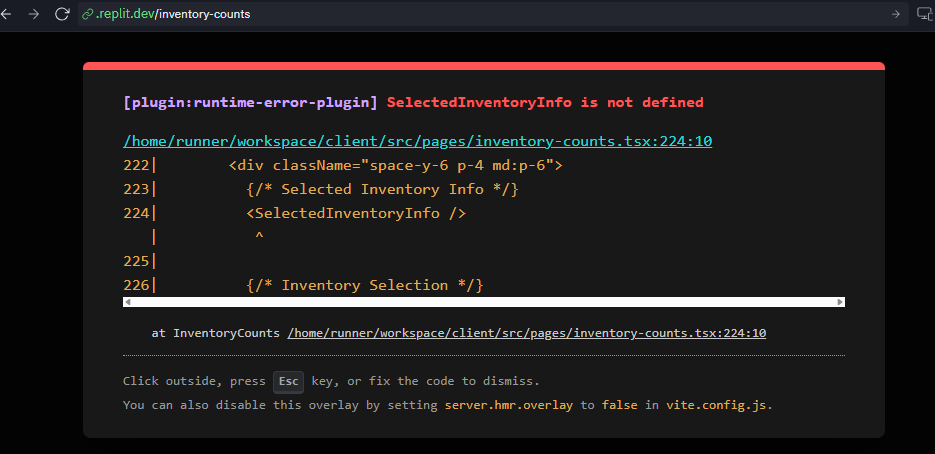 .replit.dev/inventory-counts
[plugin:runtime-error-plugin] SelectedInventoryInfo is not defined
/home/runner/workspace/client/src/pages/inventory-counts.tsx:224:10
222|        <div className="space-y-6 p-4 md:p-6">
223|          {/* Selected Inventory Info */}
224|          <SelectedInventoryInfo />
   |           ^
225|
226|          {/* Inventory Selection */}
at InventoryCounts /home/runner/workspace/client/src/pages/inventory-counts.tsx:224:10
Click outside, press Esc key, or fix the code to dismiss.
You can also disable this overlay by setting server.hmr.overlay to false in vite.config.js.